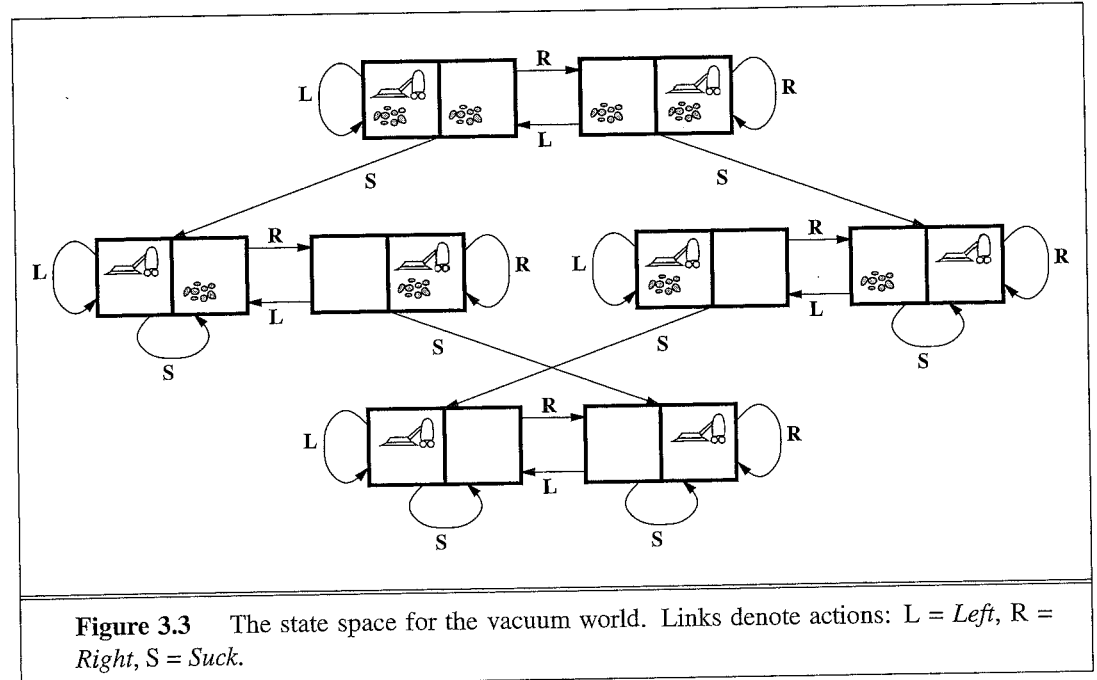 R
L
R
L
S
S
R
R
L
R
L
R
L
L
S
S
S
S
R
L
R
L
S
S
Figure 3.3 The state space for the vacuum world. Links denote actions: L = Left, R =
Right, S = Suck.